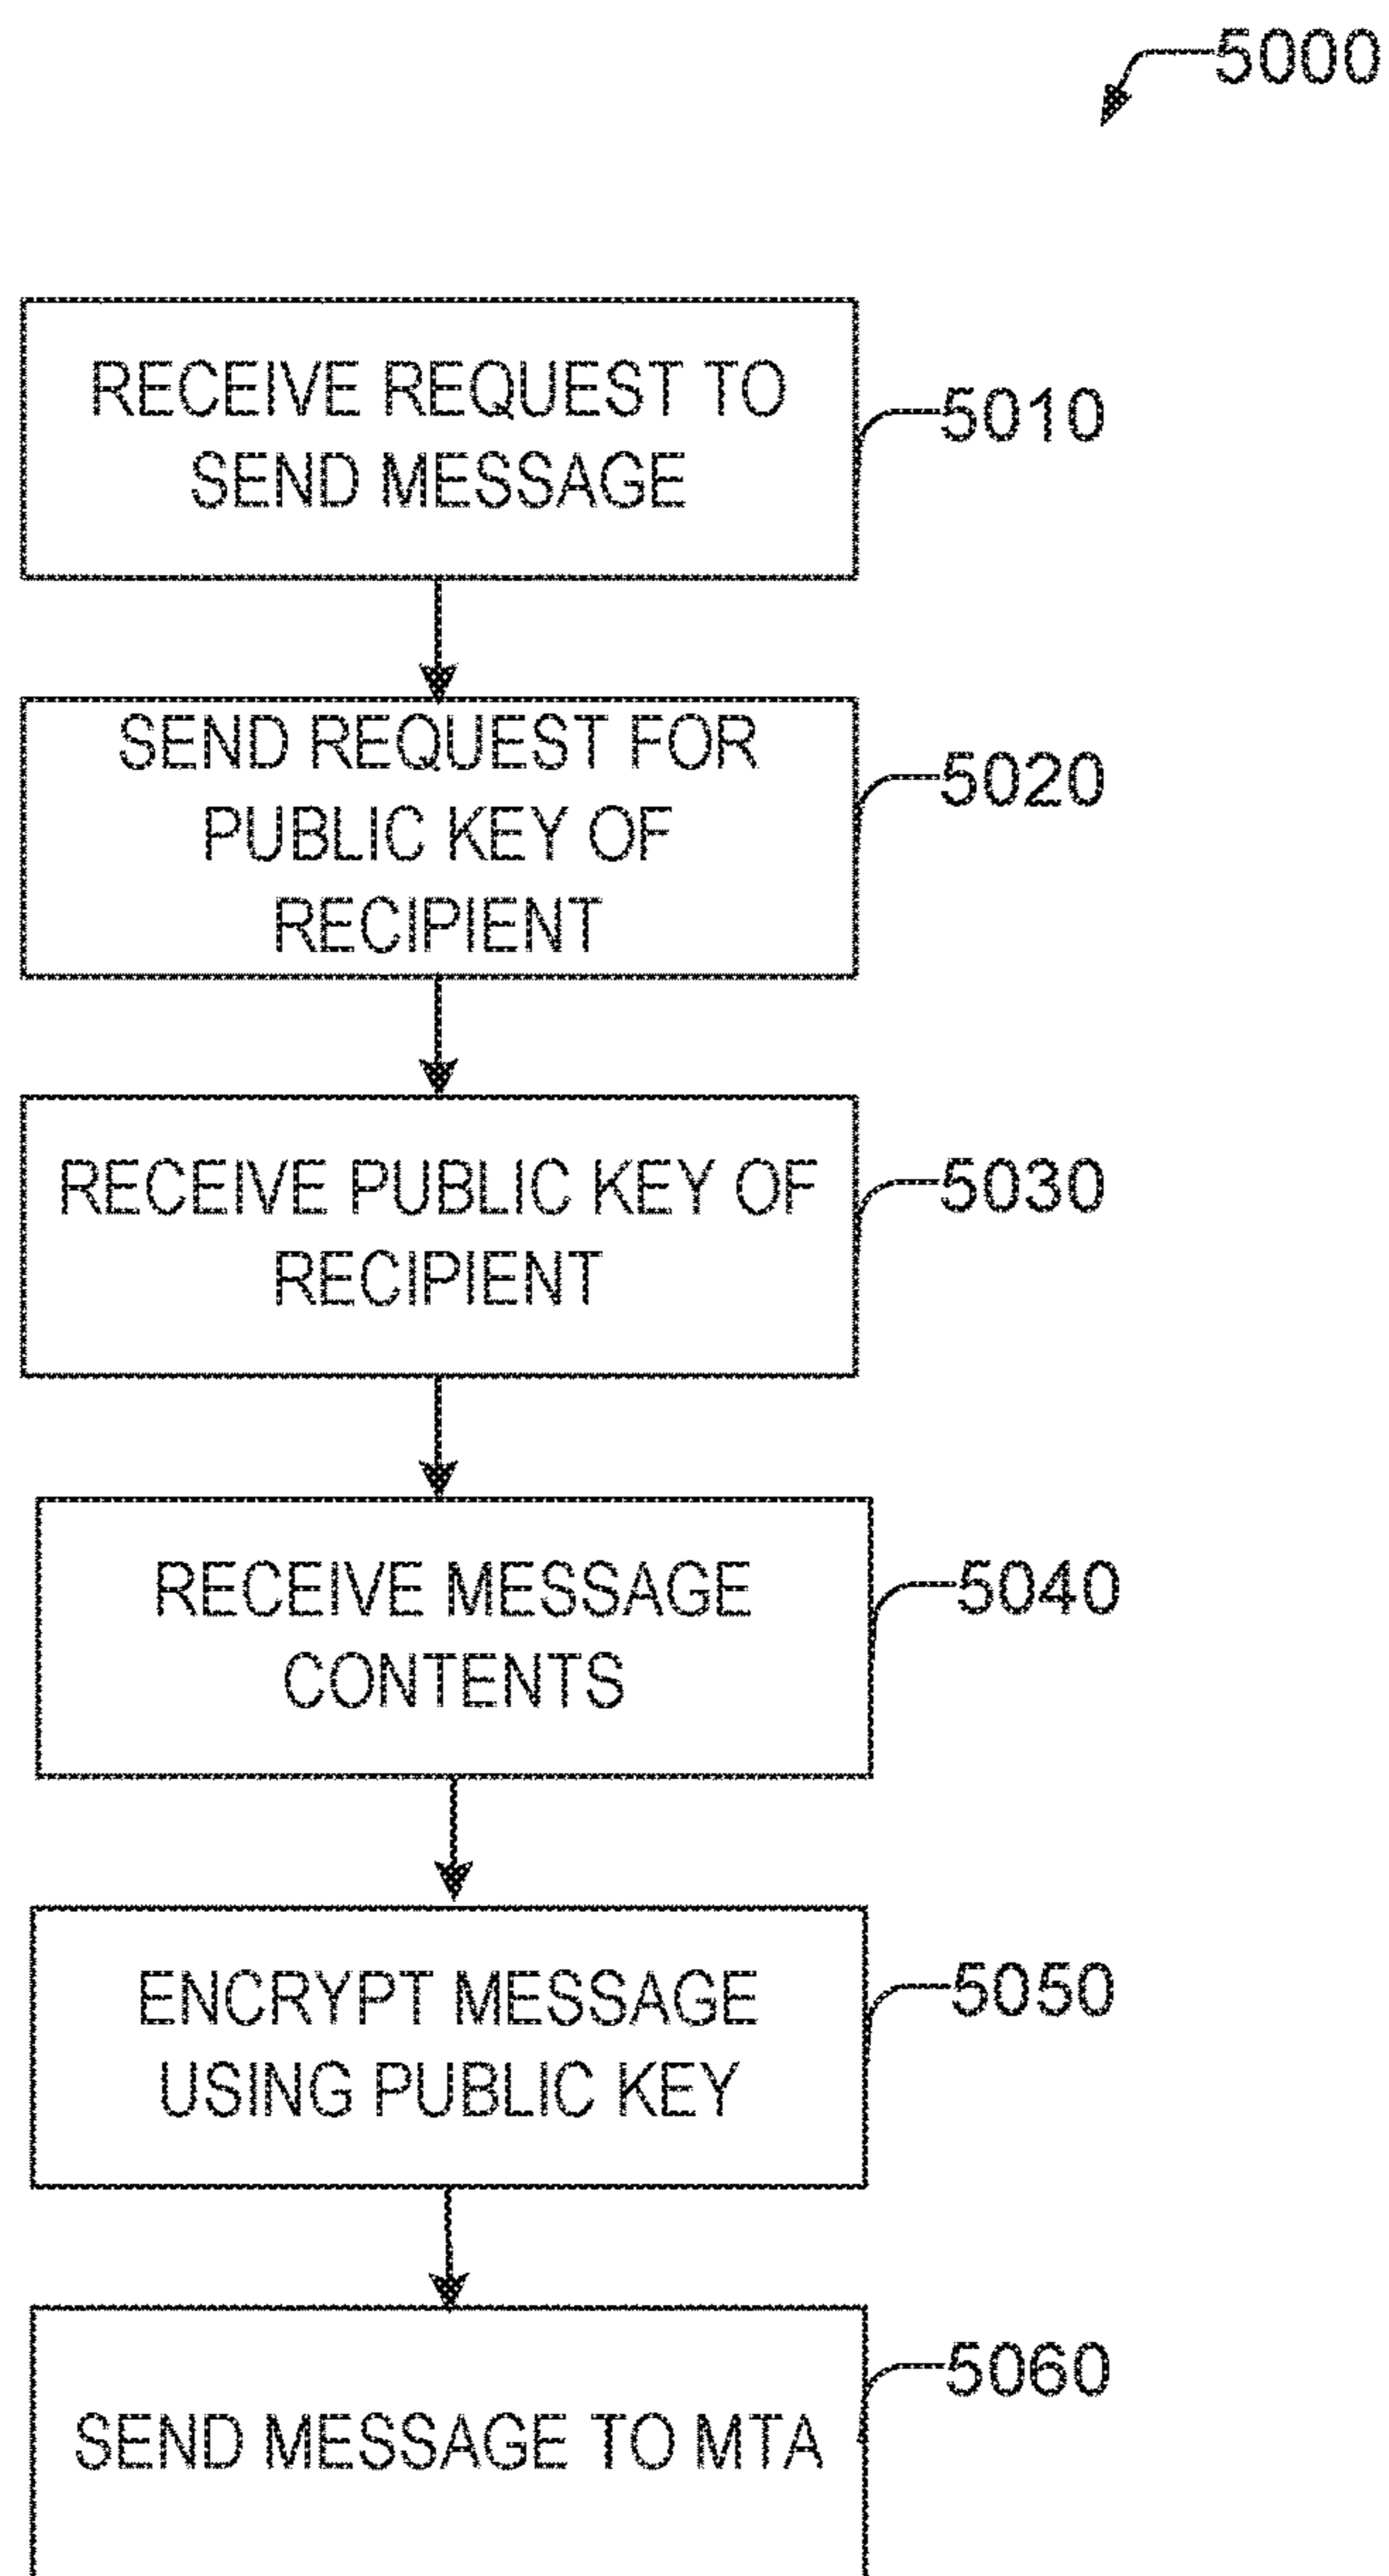 5000
RECEIVE REQUEST TO
SEND MESSAGE
5010
SEND REQUEST FOR
PUBLIC KEY OF
RECIPIENT
5020
RECEIVE PUBLIC KEY OF
RECIPIENT
5030
RECEIVE MESSAGE
CONTENTS
5040
ENCRYPT MESSAGE
USING PUBLIC KEY
5050
SEND MESSAGE TO MTA
5060